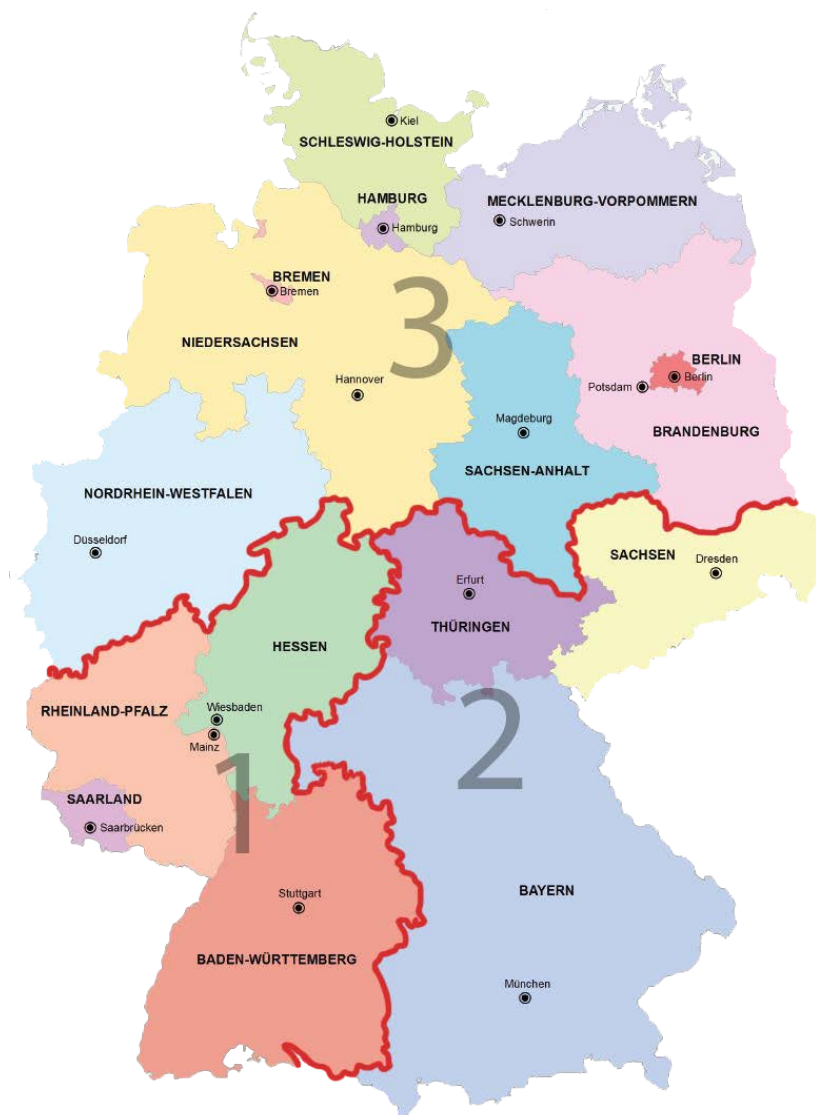 Kiel
SCHLESWIG-HOLSTEIN
HAMBURG
Hamburg
MECKLENBURG-VORPOMMERN
Schwerin
BREMEN
Bremen
3
NIEDERSACHSEN
Hannover
BERLIN
Berlin
Potsdam
BRANDENBURG
Magdeburg
SACHSEN-ANHALT
NORDRHEIN-WESTFALEN
Düsseldorf
SACHSEN
Dresden
Erfurt
THÜRINGEN
HESSEN
RHEINLAND-PFALZ
Wiesbaden
Mainz
2
1
SAARLAND
Saarbrücken
Stuttgart
BAYERN
BADEN-WÜRTTEMBERG
München